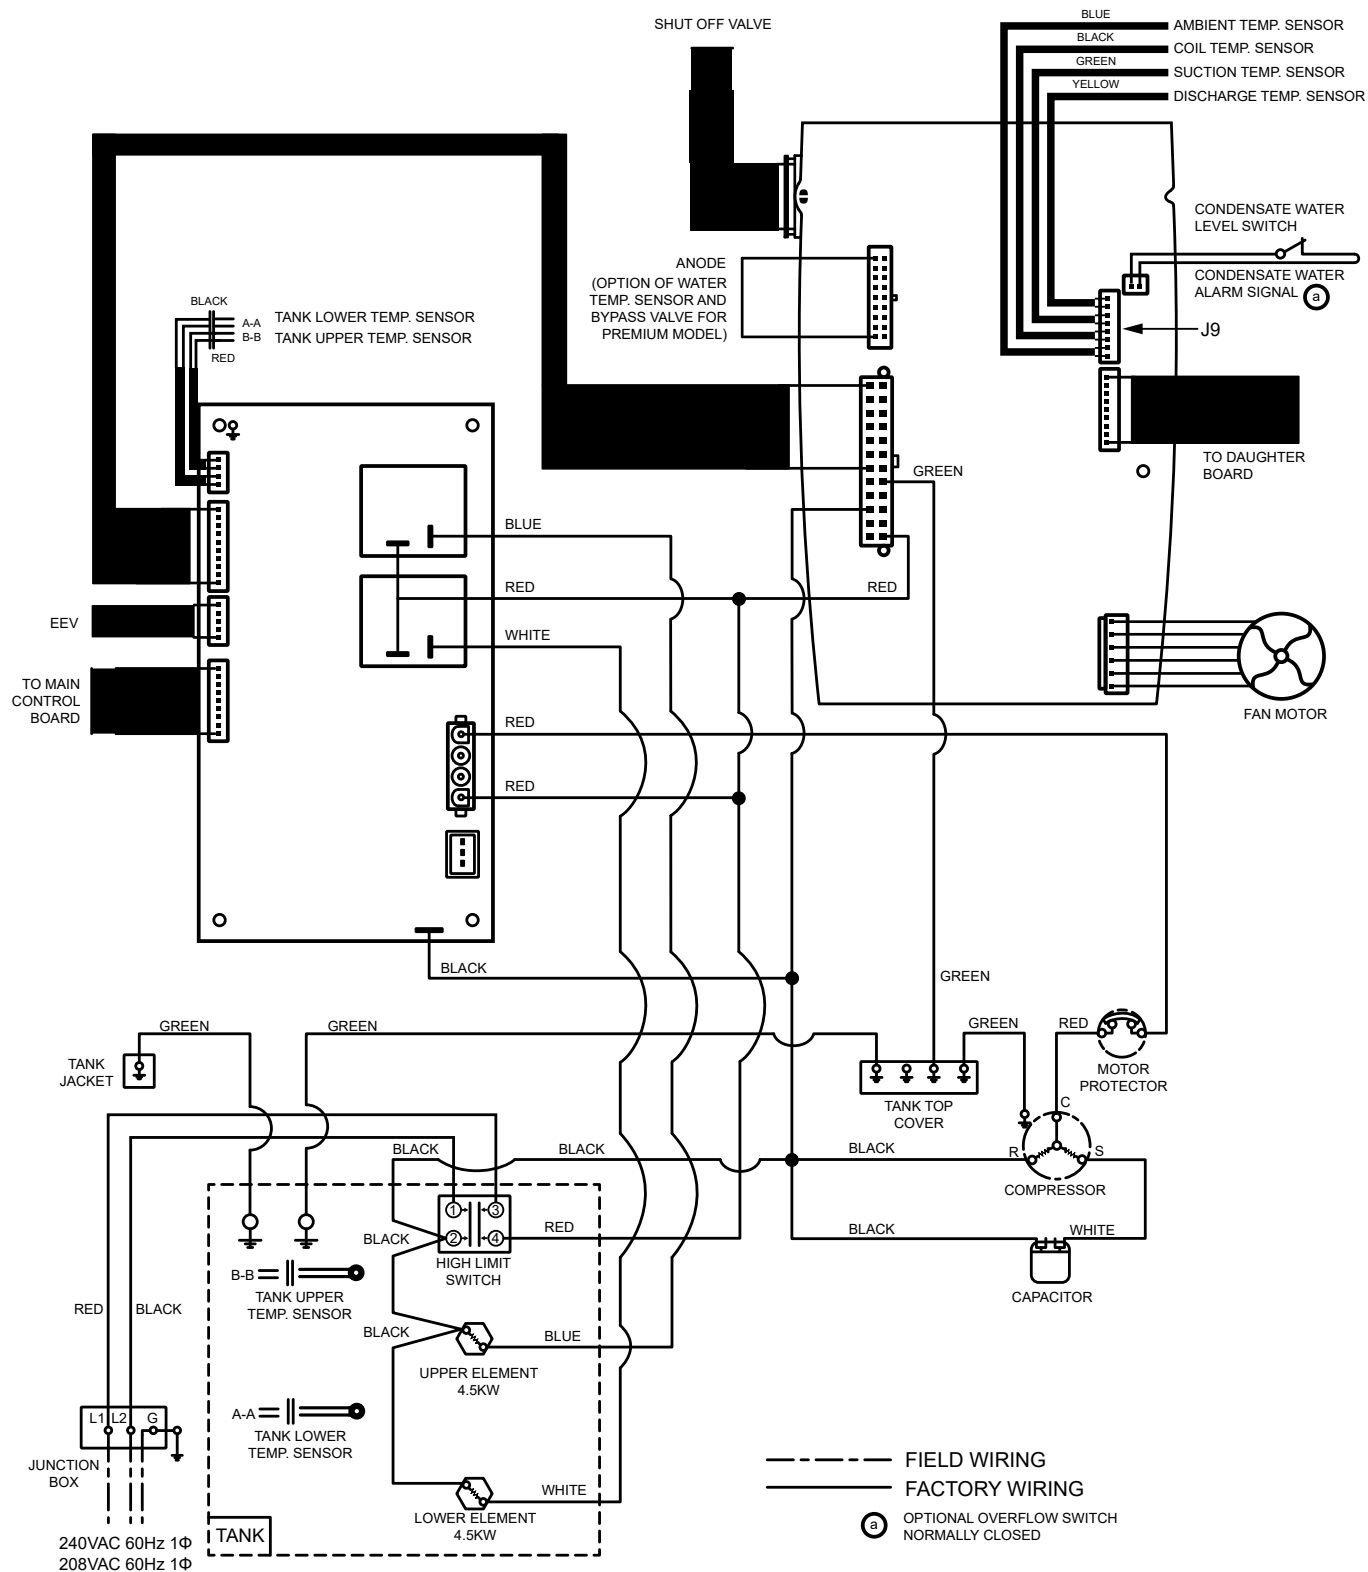 SHUT OFF VALVE
BLUE
AMBIENT TEMP. SENSOR
BLACK
COIL TEMP. SENSOR
GREEN
SUCTION TEMP. SENSOR
YELLOW
DISCHARGE TEMP. SENSOR
CONDENSATE WATER
LEVEL SWITCH
CONDENSATE WATER
ALARM SIGNAL a
ANODE
(OPTION OF WATER
TEMP. SENSOR AND
BYPASS VALVE FOR
PREMIUM MODEL)
J9
BLACK
A-A
TANK LOWER TEMP. SENSOR
B-B
TANK UPPER TEMP. SENSOR
RED
TO DAUGHTER
BOARD
GREEN
BLUE
RED
RED
WHITE
EEV
TO MAIN
CONTROL
BOARD
FAN MOTOR
RED
RED
BLACK
GREEN
GREEN
GREEN
GREEN
RED
TANK
JACKET
MOTOR
PROTECTOR
TANK TOP
COVER
C
R
S
COMPRESSOR
BLACK
BLACK
BLACK
1
3
2
4
BLACK
RED
HIGH LIMIT
SWITCH
BLACK
WHITE
CAPACITOR
B-B
TANK UPPER
TEMP. SENSOR
RED
BLACK
BLACK
BLUE
UPPER ELEMENT
4.5KW
A-A
TANK LOWER
TEMP. SENSOR
L1
L2
G
JUNCTION
BOX
WHITE
LOWER ELEMENT
4.5KW
TANK
240VAC 60Hz 1Φ
208VAC 60Hz 1Φ
FIELD WIRING
FACTORY WIRING
a OPTIONAL OVERFLOW SWITCH
NORMALLY CLOSED